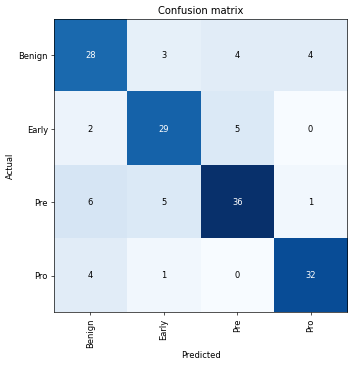 Confusion matrix
Actual
Benign 28 3 4 4
Early 2 29 5 0
Pre 6 5 36 1
Pro 4 1 0 32
Benign Early Pre Pro
Predicted